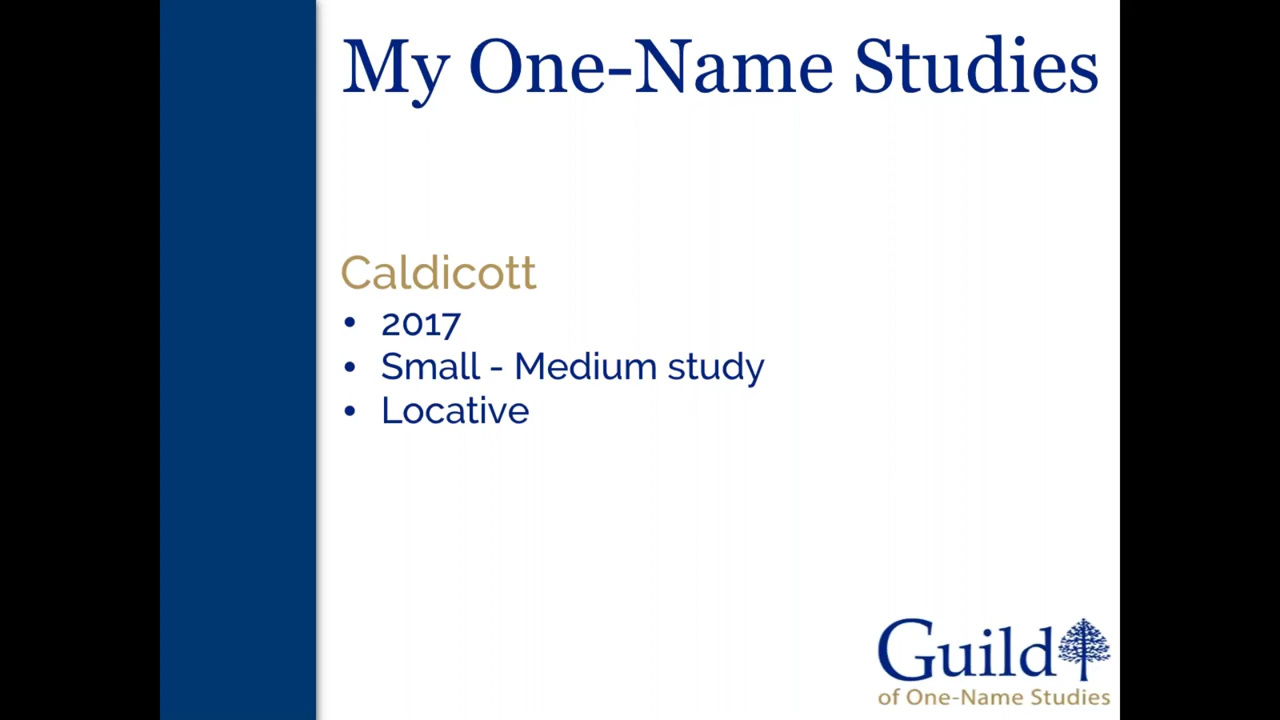 My One-Name Studies
Caldicott
• 2017
• Small - Medium study
• Locative
Guild
of One-Name Studies